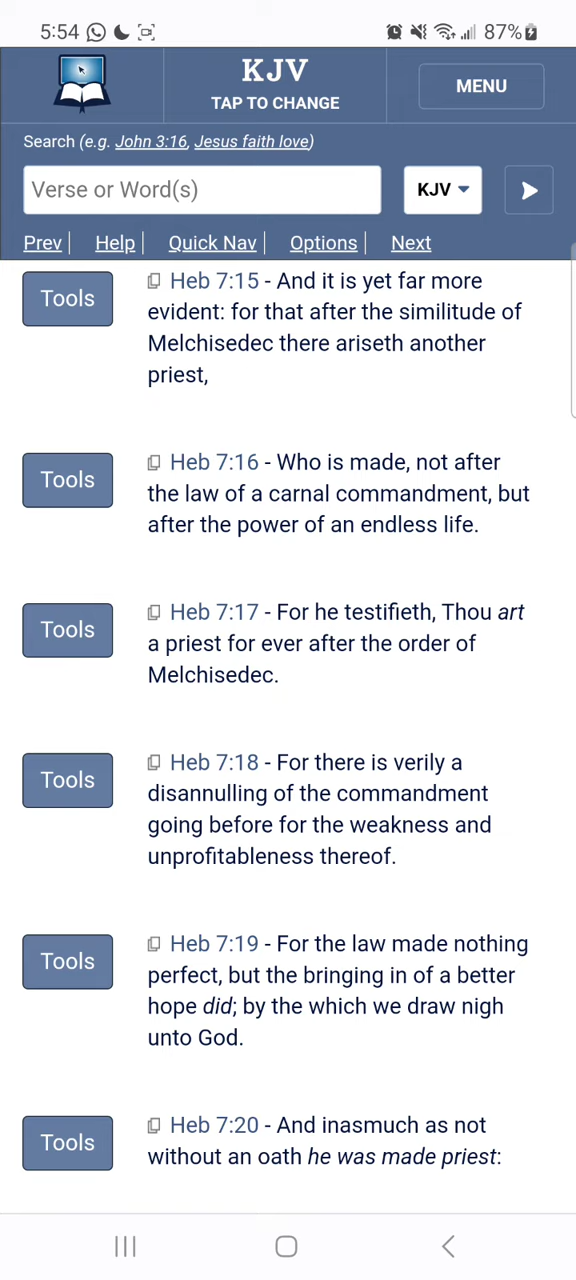 5:54 87%
KJV
TAP TO CHANGE
MENU
Search (e.g. John 3:16, Jesus faith love)
Verse or Word(s)
KJV
Prev | Help | Quick Nav | Options | Next
Tools
Heb 7:15 - And it is yet far more
evident: for that after the similitude of
Melchisedec there ariseth another
priest,
Tools
Heb 7:16 - Who is made, not after
the law of a carnal commandment, but
after the power of an endless life.
Tools
Heb 7:17 - For he testifieth, Thou art
a priest for ever after the order of
Melchisedec.
Tools
Heb 7:18 - For there is verily a
disannulling of the commandment
going before for the weakness and
unprofitableness thereof.
Tools
Heb 7:19 - For the law made nothing
perfect, but the bringing in of a better
hope did; by the which we draw nigh
unto God.
Tools
Heb 7:20 - And inasmuch as not
without an oath he was made priest: